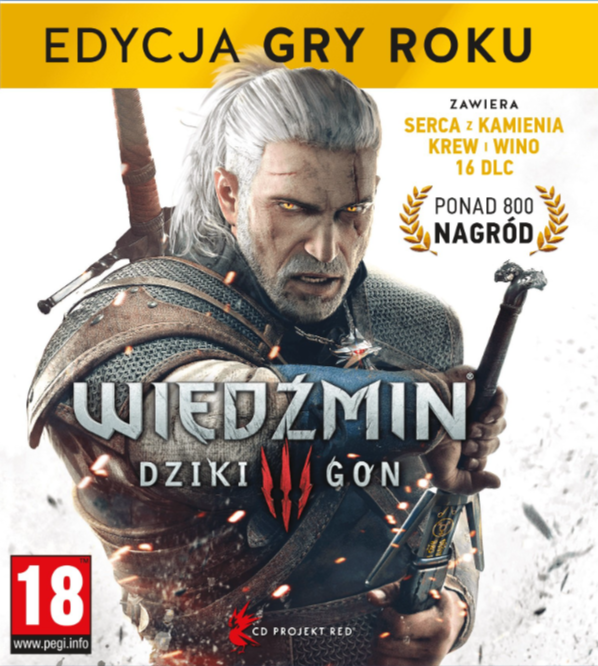 EDYCJA GRY ROKU
ZAWIERA
SERCA Z KAMIENIA
KREW I WINO
16 DLC
PONAD 800
NAGRÓD
WIEDŹMIN®
DZIKI III GON
18
www.pegi.info
CD PROJEKT RED®